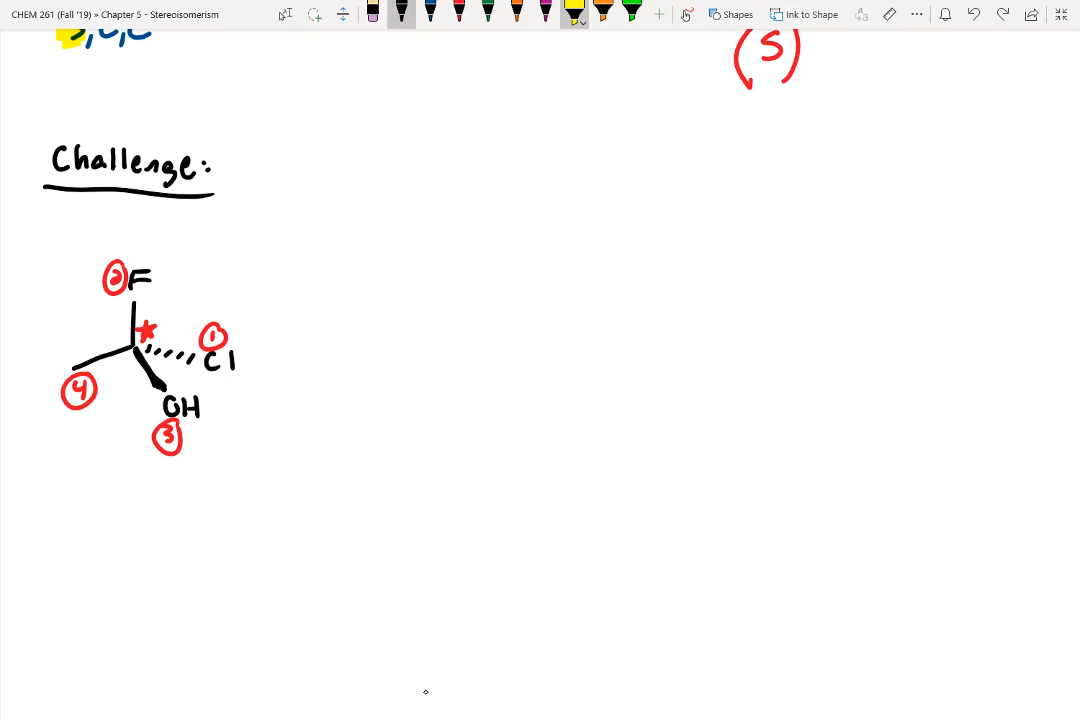 CHEM 261 (Fall '19) » Chapter 5 - Stereoisomerism
Shapes
Ink to Shape
S, C, C
(S)
Challenge:
2 F
1
Cl
4
OH
3